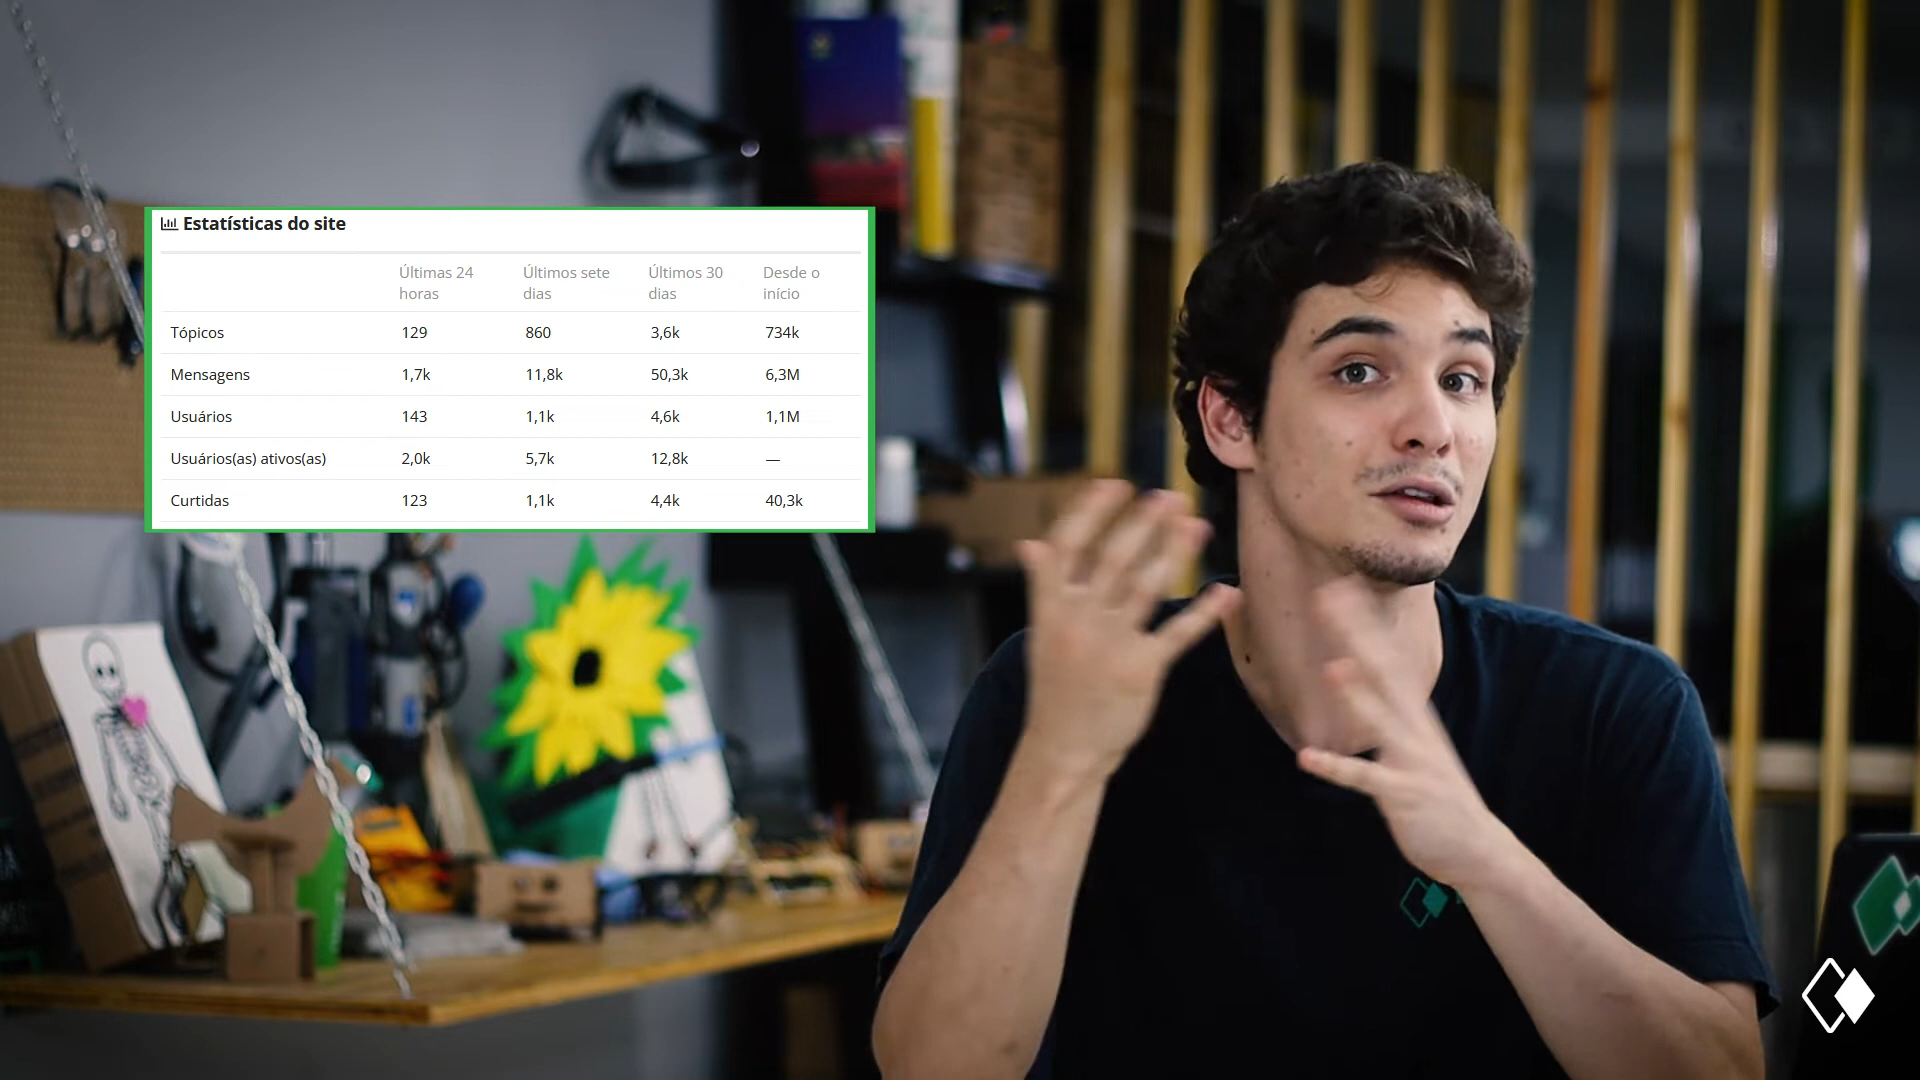 Estatísticas do site
Últimas 24 horas Últimos sete dias Últimos 30 dias Desde o início
Tópicos 129 860 3,6k 734k
Mensagens 1,7k 11,8k 50,3k 6,3M
Usuários 143 1,1k 4,6k 1,1M
Usuários(as) ativos(as) 2,0k 5,7k 12,8k —
Curtidas 123 1,1k 4,4k 40,3k